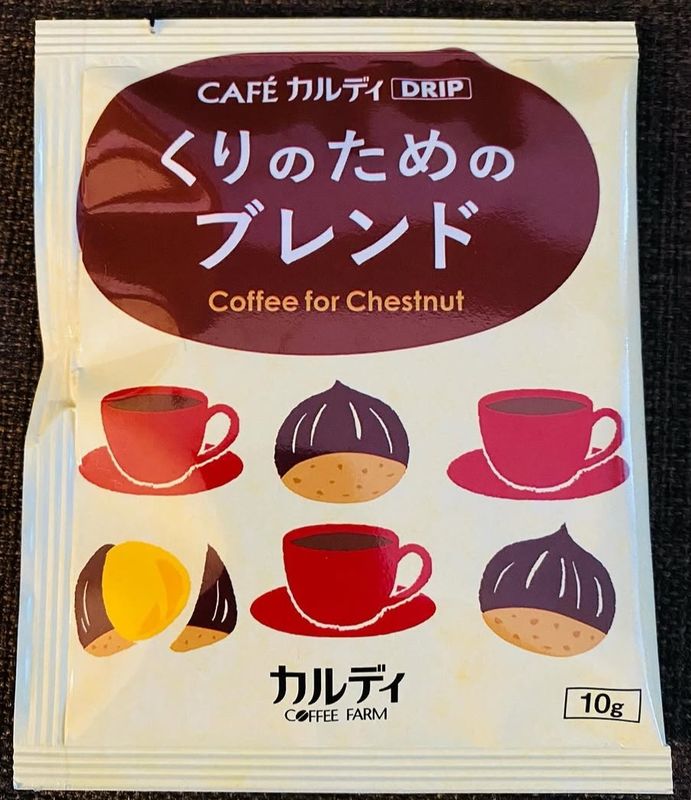 CAFÉ カルディ DRIP
くりのための
ブレンド
Coffee for Chestnut
カルディ
COFFEE FARM
10g